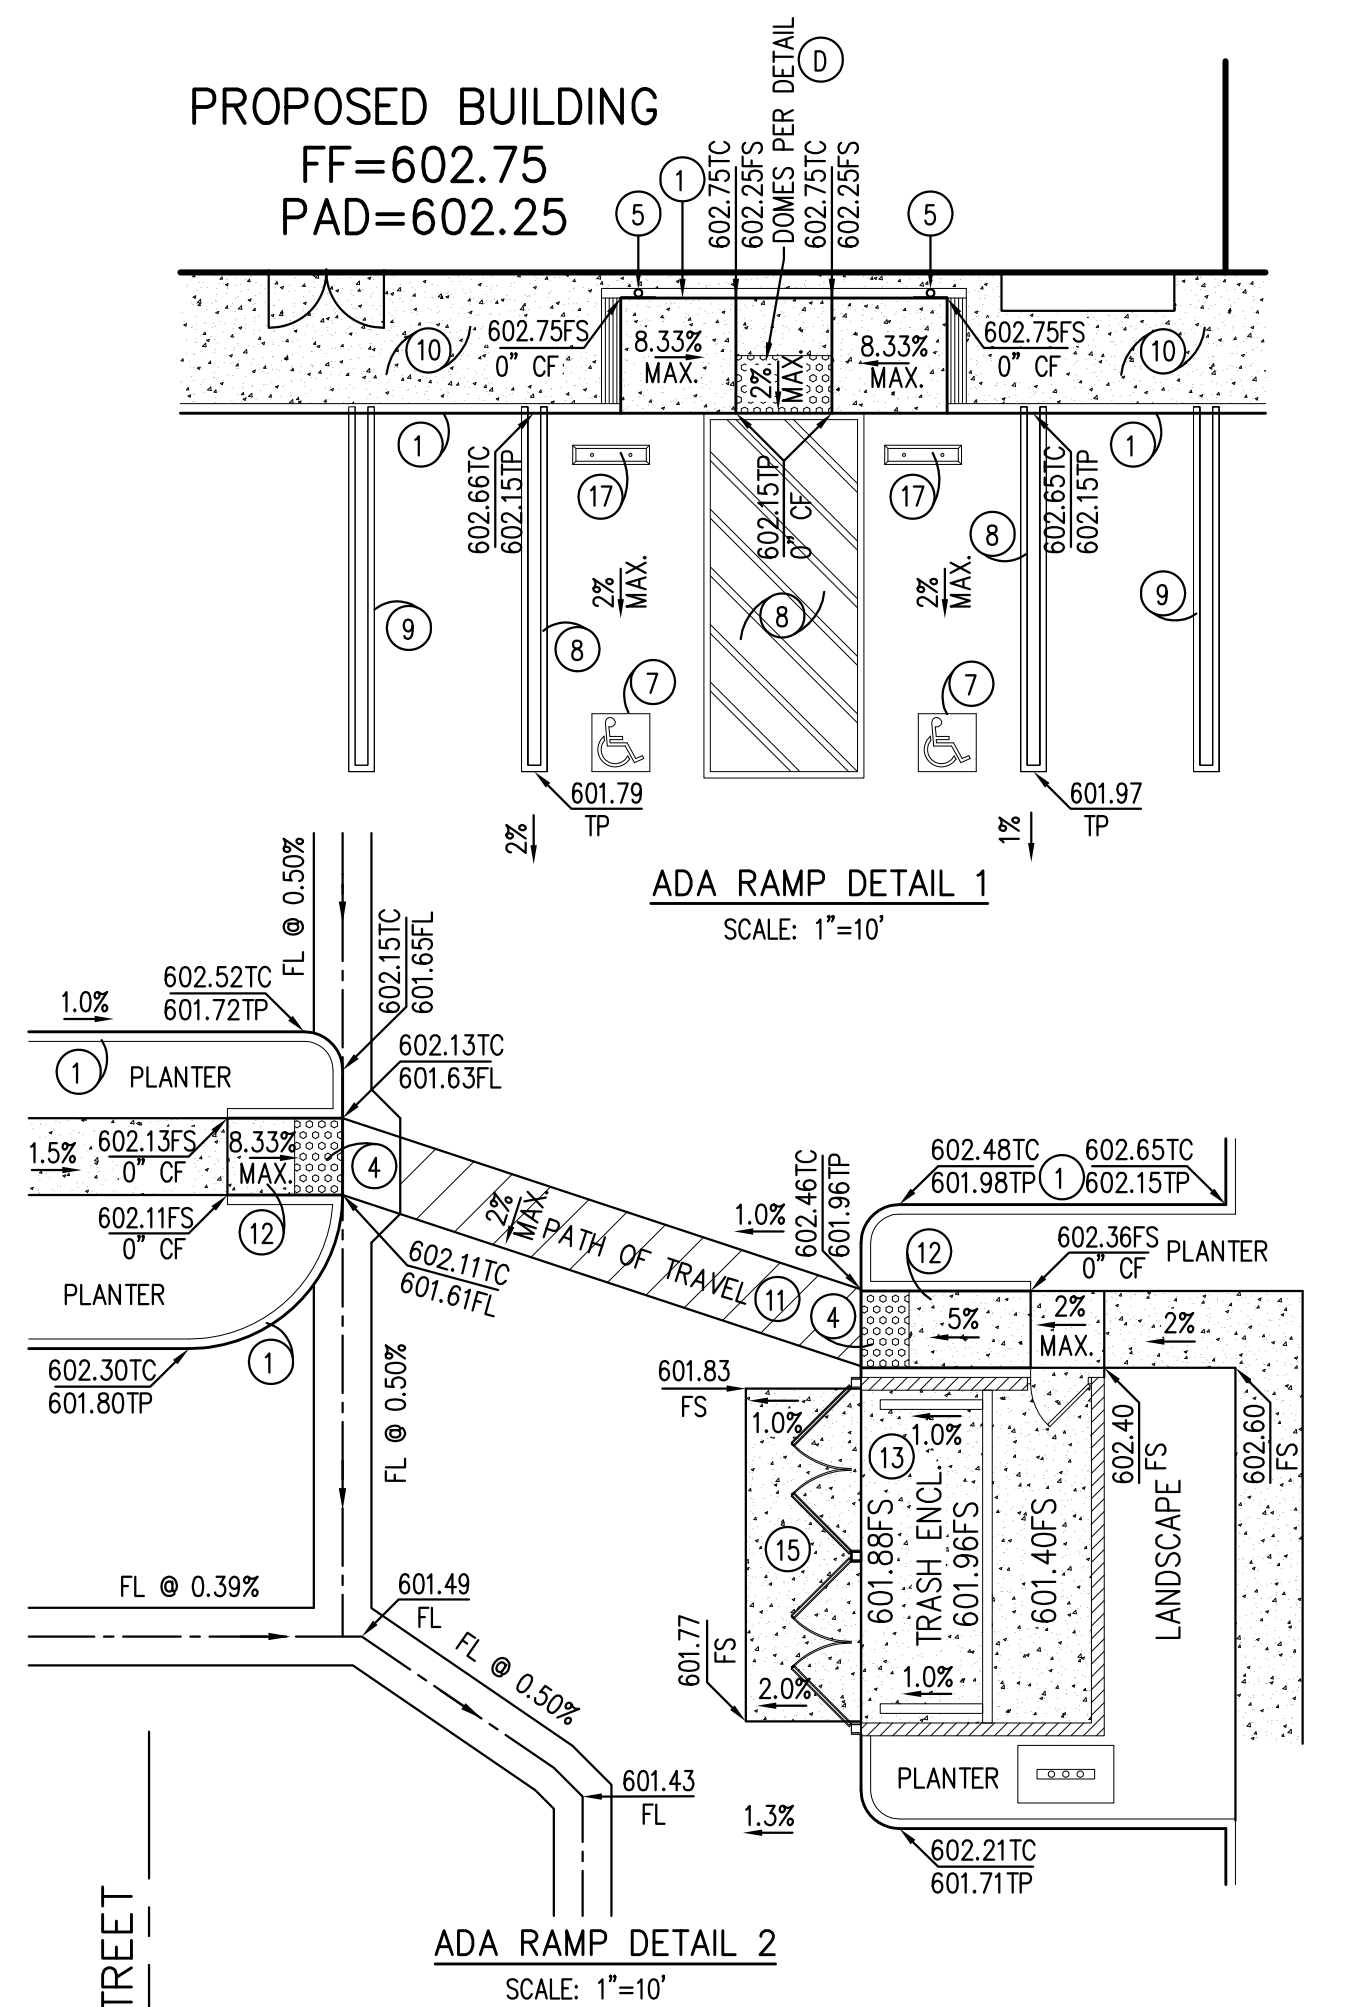 PROPOSED BUILDING
FF=602.75
PAD=602.25
DOMES PER DETAIL
D
5
1
602.75TC
602.25FS
602.75TC
602.25FS
5
10
602.75FS
0" CF
8.33%
MAX.
2%
MAX.
8.33%
MAX.
602.75FS
0" CF
10
1
602.66TC
602.15TP
17
602.15TP
0" CF
17
602.65TC
602.15TP
1
8
9
8
2%
MAX.
8
2%
MAX.
9
7
7
601.79
TP
2%
601.97
TP
1%
ADA RAMP DETAIL 1
SCALE: 1"=10'
FL @ 0.50%
602.15TC
601.65FL
602.52TC
601.72TP
1.0%
1
PLANTER
602.13TC
601.63FL
1.5%
602.13FS
0" CF
8.33%
MAX.
4
602.11FS
0" CF
12
602.11TC
601.61FL
PLANTER
602.30TC
601.80TP
1
FL @ 0.50%
2%
MAX.
PATH OF TRAVEL
11
1.0%
602.46TC
601.96TP
602.48TC
601.98TP
1
602.65TC
602.15TP
12
602.36FS
0" CF
PLANTER
4
5%
2%
MAX.
2%
601.83
FS
1.0%
13
1.0%
602.40
FS
602.60
FS
15
601.88FS
TRASH ENCL.
601.96FS
601.40FS
LANDSCAPE
601.77
FS
2.0%
1.0%
FL @ 0.39%
601.49
FL
FL @ 0.50%
601.43
FL
1.3%
PLANTER
602.21TC
601.71TP
TREET
ADA RAMP DETAIL 2
SCALE: 1"=10'